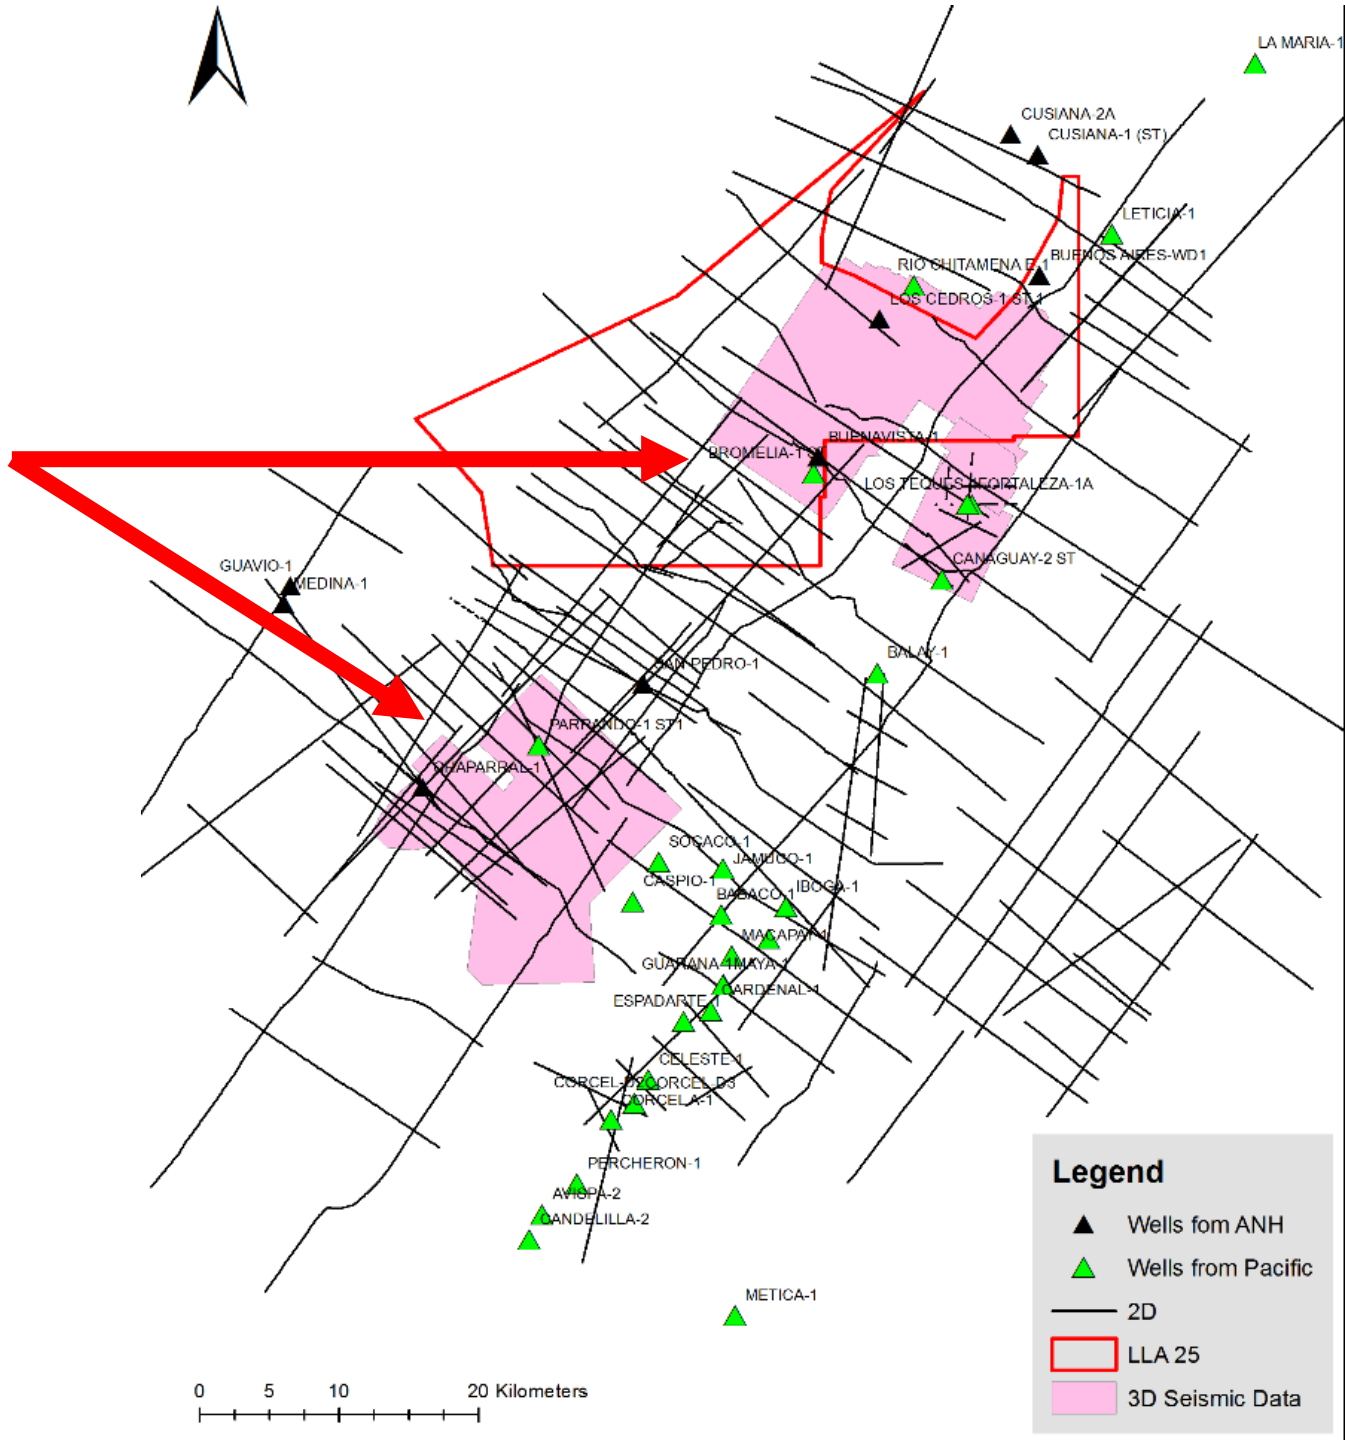 LA MARIA-1
CUSIANA-2A
CUSIANA-1 (ST)
LETICIA-1
BUENOS AIRES-WD1
RIO CHITAMENA E-1
LOS CEDROS-1 ST-1
BUENAVISTA-1
BROMELIA-1
LOS TEQUES
FORTALEZA-1A
CANAGUAY-2 ST
GUAVIO-1
MEDINA-1
BALAY-1
SAN PEDRO-1
PARRANDO-1 ST1
CHAPARRAL-1
SOCACO-1
JAMUCO-1
CASPIO-1
BABACO-1
IBOGA-1
MACAPAY-1
GUARANA-1
MAYA-1
CARDENAL-1
ESPADARTE-1
CELESTE-1
CORCEL-D2
CORCEL-D3
CORCELA-1
PERCHERON-1
AVISPA-2
CANDELILLA-2
METICA-1
Legend
Wells fom ANH
Wells from Pacific
2D
LLA 25
3D Seismic Data
0 5 10 20 Kilometers